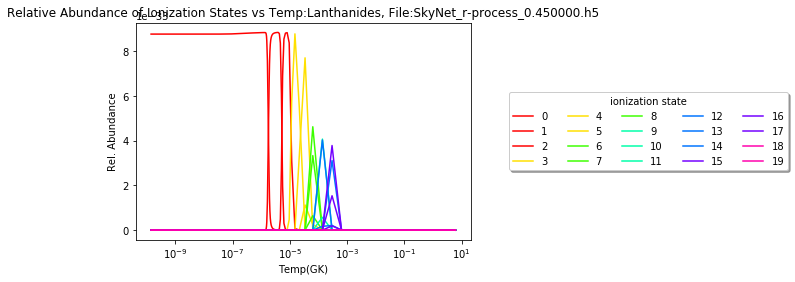 Relative Abundance of Ionization States vs Temp:Lanthanides, File:SkyNet_r-process_0.450000.h5
8
6
4
2
0
Rel. Abundance
10⁻⁹ 10⁻⁷ 10⁻⁵ 10⁻³ 10⁻¹ 10¹
Temp(GK)
ionization state
0 4 8 12 16
1 5 9 13 17
2 6 10 14 18
3 7 11 15 19